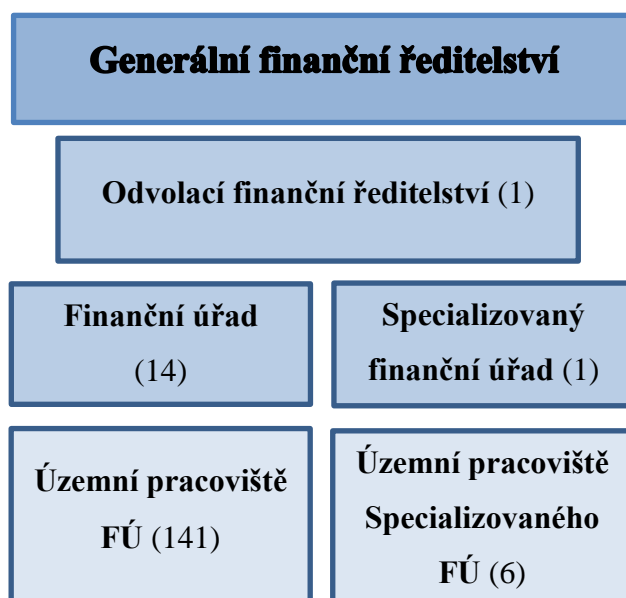 Generální finanční ředitelství
Odvolací finanční ředitelství (1)
Finanční úřad
(14)
Specializovaný
finanční úřad (1)
Územní pracoviště
FÚ (141)
Územní pracoviště
Specializovaného
FÚ (6)